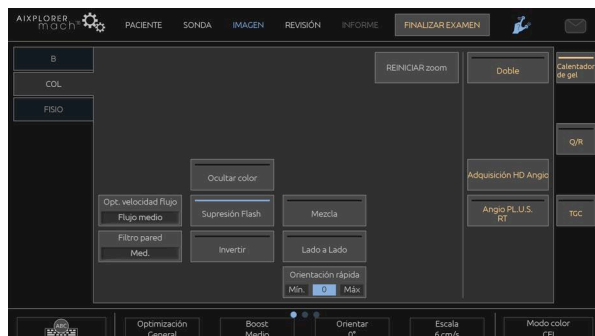 AIXPLORER
mach
PACIENTE SONDA IMAGEN REVISIÓN INFORME FINALIZAR EXAMEN
B
COL
FISIO
REINICIAR zoom
Doble
Calentador
de gel
Q/R
Ocultar color
Adquisición HD Angio
Opt. velocidad flujo
Flujo medio
Supresión Flash
Mezcla
Angio PL.U.S.
RT
TGC
Filtro pared
Med.
Invertir
Lado a Lado
Orientación rápida
Mín. 0 Máx
ABC
Optimización
General
Boost
Medio
Orientar
0°
Escala
6 cm/s
Modo color
CFI